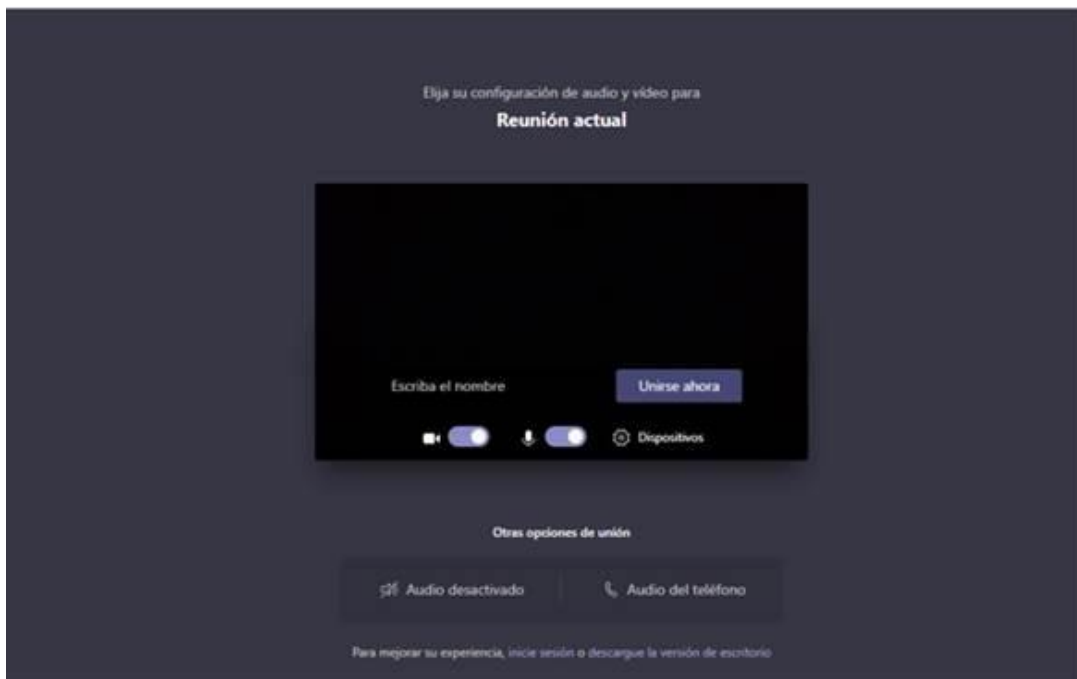 Elija su configuración de audio y vídeo para
Reunión actual
Escriba el nombre
Unirse ahora
Dispositivos
Otras opciones de unión
Audio desactivado
Audio del teléfono
Para mejorar su experiencia, inicie sesión o descargue la versión de escritorio